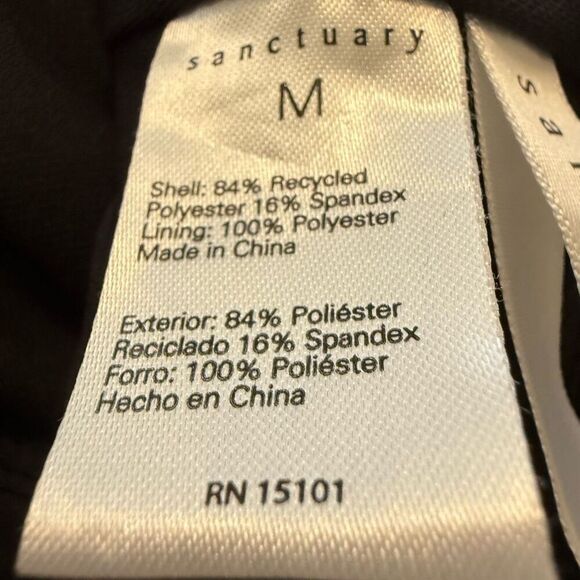 sanctuary
M
Shell: 84% Recycled
Polyester 16% Spandex
Lining: 100% Polyester
Made in China
Exterior: 84% Poliéster
Reciclado 16% Spandex
Forro: 100% Poliéster
Hecho en China
RN 15101
s a